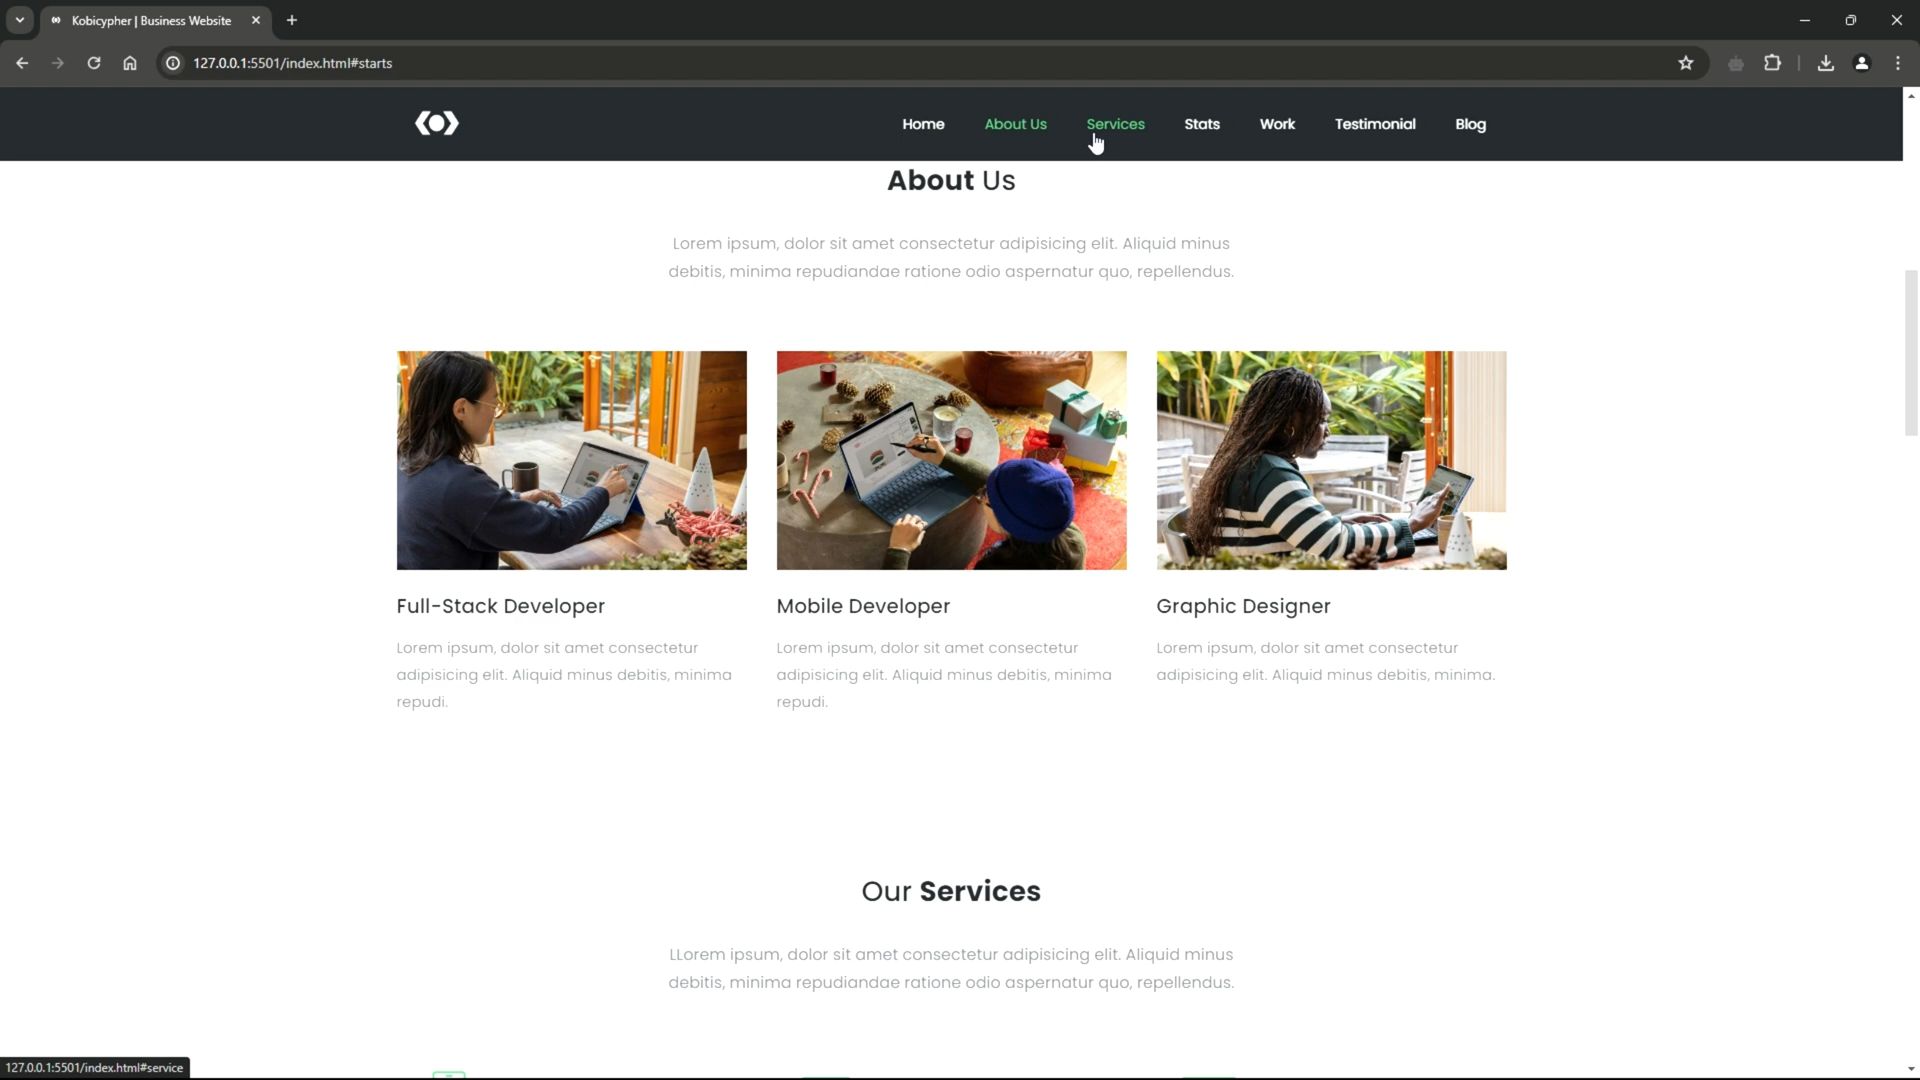 Kobicypher | Business Website
127.0.0.1:5501/index.html#starts
Home About Us Services Stats Work Testimonial Blog
About Us
Lorem ipsum, dolor sit amet consectetur adipisicing elit. Aliquid minus
debitis, minima repudiandae ratione odio aspernatur quo, repellendus.
Full-Stack Developer
Lorem ipsum, dolor sit amet consectetur
adipisicing elit. Aliquid minus debitis, minima
repudi.
Mobile Developer
Lorem ipsum, dolor sit amet consectetur
adipisicing elit. Aliquid minus debitis, minima
repudi.
Graphic Designer
Lorem ipsum, dolor sit amet consectetur
adipisicing elit. Aliquid minus debitis, minima.
Our Services
LLorem ipsum, dolor sit amet consectetur adipisicing elit. Aliquid minus
debitis, minima repudiandae ratione odio aspernatur quo, repellendus.
127.0.0.1:5501/index.html#service